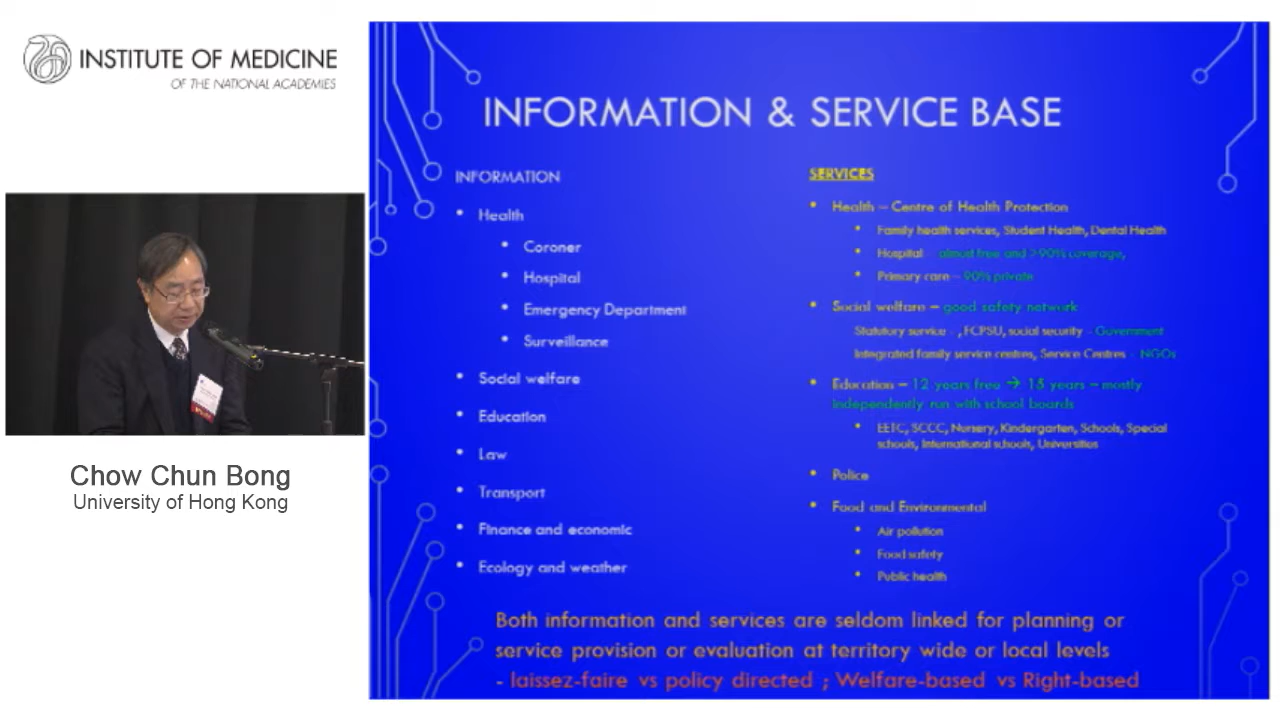 INSTITUTE OF MEDICINE
OF THE NATIONAL ACADEMIES
Chow Chun Bong
University of Hong Kong
INFORMATION & SERVICE BASE
INFORMATION
• Health
• Coroner
• Hospital
• Emergency Department
• Surveillance
• Social welfare
• Education
• Law
• Transport
• Finance and economic
• Ecology and weather
SERVICES
• Health – Centre of Health Protection
• Family health services, Student Health, Dental Health
• Hospital – almost free and >90% coverage,
• Primary care – 90% private
• Social welfare – good safety network
Statutory service - , FCPSU, social security - Government
Integrated family service centres, Service Centres - NGOs
• Education – 12 years free → 15 years – mostly
independently run with school boards
• EETC, SCCC, Nursery, Kindergarten, Schools, Special
schools, International schools, Universities
• Police
• Food and Environmental
• Air pollution
• Food safety
• Public health
Both information and services are seldom linked for planning or
service provision or evaluation at territory wide or local levels
- laissez-faire vs policy directed ; Welfare-based vs Right-based